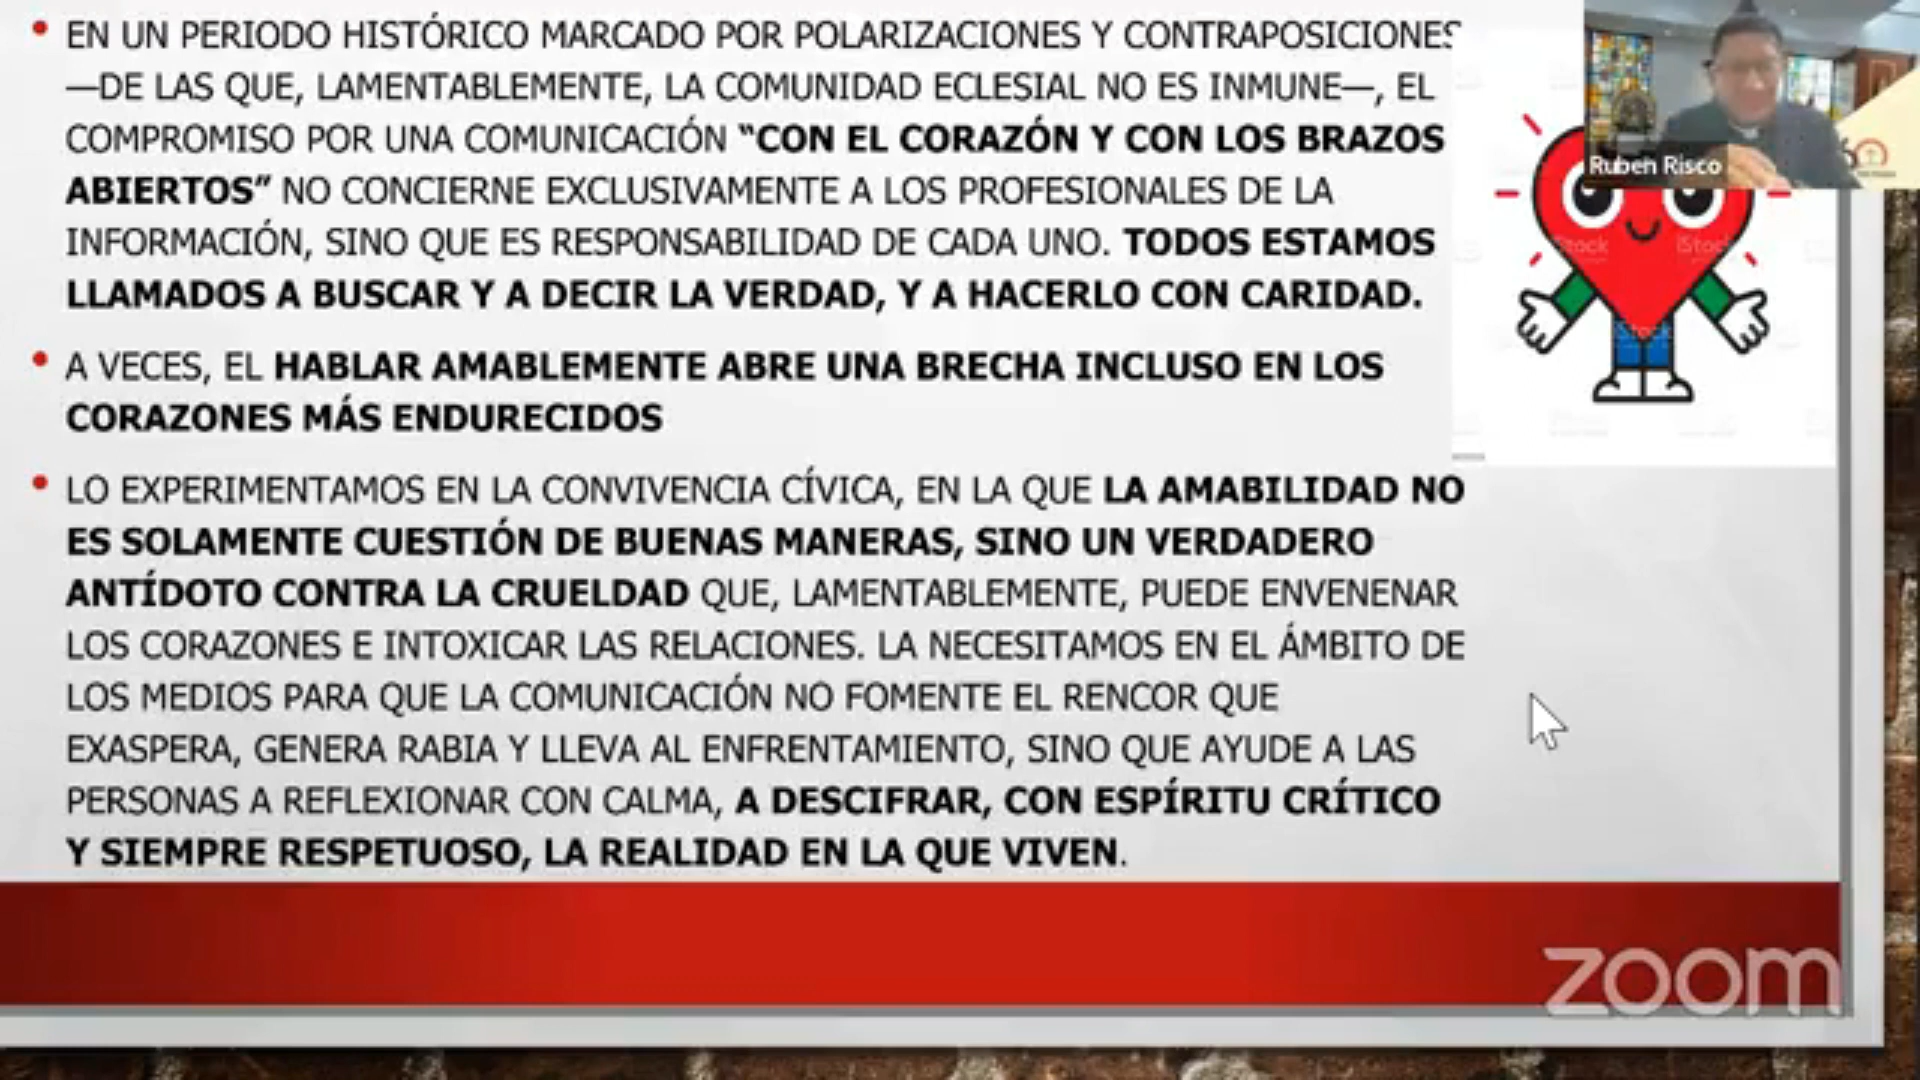 • EN UN PERIODO HISTÓRICO MARCADO POR POLARIZACIONES Y CONTRAPOSICIONES
—DE LAS QUE, LAMENTABLEMENTE, LA COMUNIDAD ECLESIAL NO ES INMUNE—, EL
COMPROMISO POR UNA COMUNICACIÓN “CON EL CORAZÓN Y CON LOS BRAZOS
ABIERTOS” NO CONCIERNE EXCLUSIVAMENTE A LOS PROFESIONALES DE LA
INFORMACIÓN, SINO QUE ES RESPONSABILIDAD DE CADA UNO. TODOS ESTAMOS
LLAMADOS A BUSCAR Y A DECIR LA VERDAD, Y A HACERLO CON CARIDAD.
• A VECES, EL HABLAR AMABLEMENTE ABRE UNA BRECHA INCLUSO EN LOS
CORAZONES MÁS ENDURECIDOS
• LO EXPERIMENTAMOS EN LA CONVIVENCIA CÍVICA, EN LA QUE LA AMABILIDAD NO
ES SOLAMENTE CUESTIÓN DE BUENAS MANERAS, SINO UN VERDADERO
ANTÍDOTO CONTRA LA CRUELDAD QUE, LAMENTABLEMENTE, PUEDE ENVENENAR
LOS CORAZONES E INTOXICAR LAS RELACIONES. LA NECESITAMOS EN EL ÁMBITO DE
LOS MEDIOS PARA QUE LA COMUNICACIÓN NO FOMENTE EL RENCOR QUE
EXASPERA, GENERA RABIA Y LLEVA AL ENFRENTAMIENTO, SINO QUE AYUDE A LAS
PERSONAS A REFLEXIONAR CON CALMA, A DESCIFRAR, CON ESPÍRITU CRÍTICO
Y SIEMPRE RESPETUOSO, LA REALIDAD EN LA QUE VIVEN.
Ruben Risco
iStock
zoom